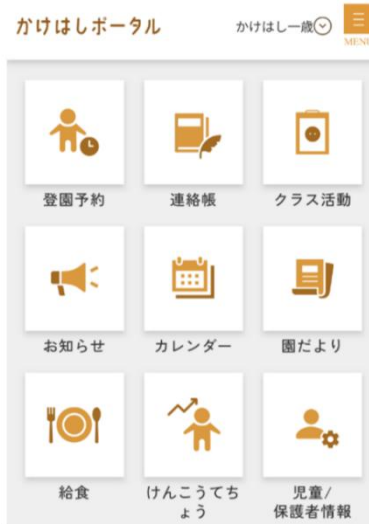 かけはしポータル
かけはし一歳
MENU
登園予約
連絡帳
クラス活動
お知らせ
カレンダー
園だより
給食
けんこうてち
ょう
児童/
保護者情報